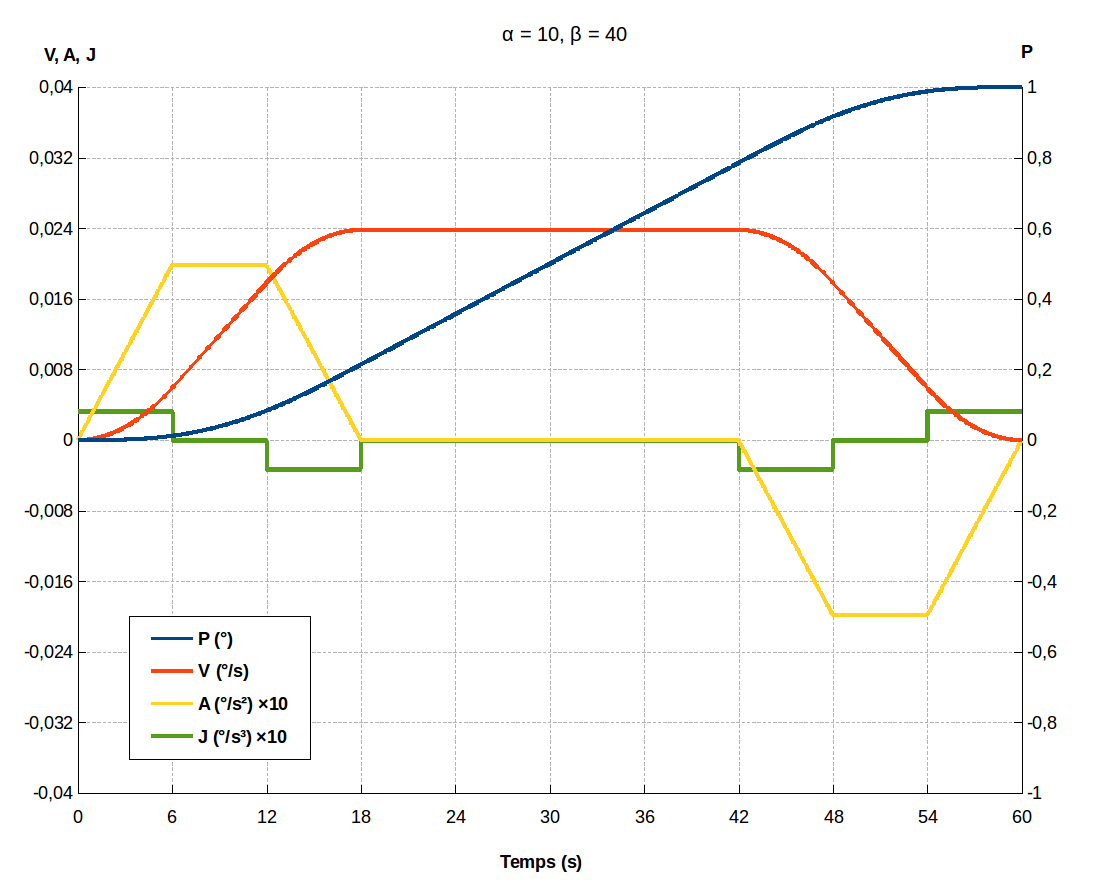 α = 10, β = 40
V, A, J
P
0,04
0,032
0,024
0,016
0,008
0
-0,008
-0,016
-0,024
-0,032
-0,04
1
0,8
0,6
0,4
0,2
0
-0,2
-0,4
-0,6
-0,8
-1
P (°)
V (°/s)
A (°/s²) ×10
J (°/s³) ×10
0 6 12 18 24 30 36 42 48 54 60
Temps (s)